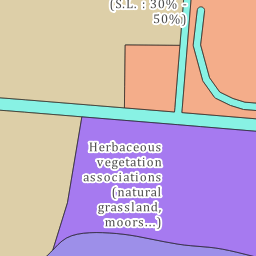 (S.L. : 30% -
50%)
Herbaceous
vegetation
associations
(natural
grassland,
moors...)